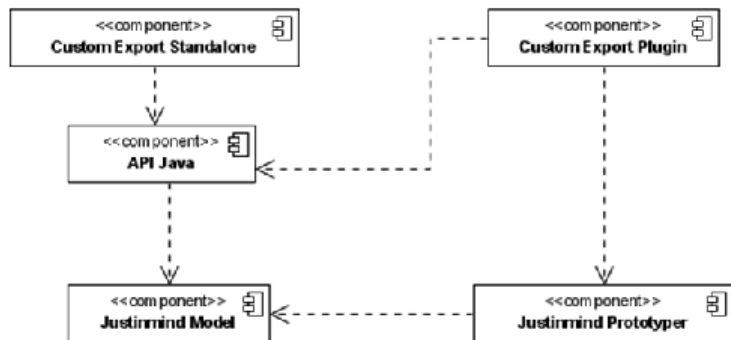 <<component>>
Custom Export Standalone
<<component>>
Custom Export Plugin
<<component>>
API Java
<<component>>
Justinmind Model
<<component>>
Justinmind Prototyper